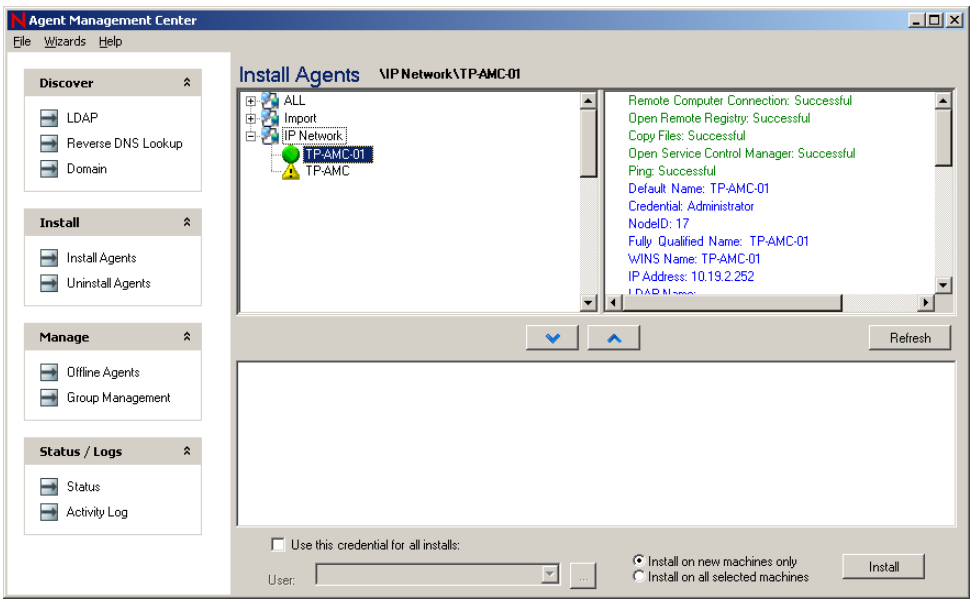 Agent Management Center
File Wizards Help
Discover
LDAP
Reverse DNS Lookup
Domain
Install
Install Agents
Uninstall Agents
Manage
Offline Agents
Group Management
Status / Logs
Status
Activity Log
Install Agents \IP Network\TP-AMC-01
ALL
Import
IP Network
TP-AMC-01
TP-AMC
Remote Computer Connection: Successful
Open Remote Registry: Successful
Copy Files: Successful
Open Service Control Manager: Successful
Ping: Successful
Default Name: TP-AMC-01
Credential: Administrator
NodeID: 17
Fully Qualified Name: TP-AMC-01
WINS Name: TP-AMC-01
IP Address: 10.19.2.252
LDAP Name:
Refresh
Use this credential for all installs:
User:
...
Install on new machines only
Install on all selected machines
Install